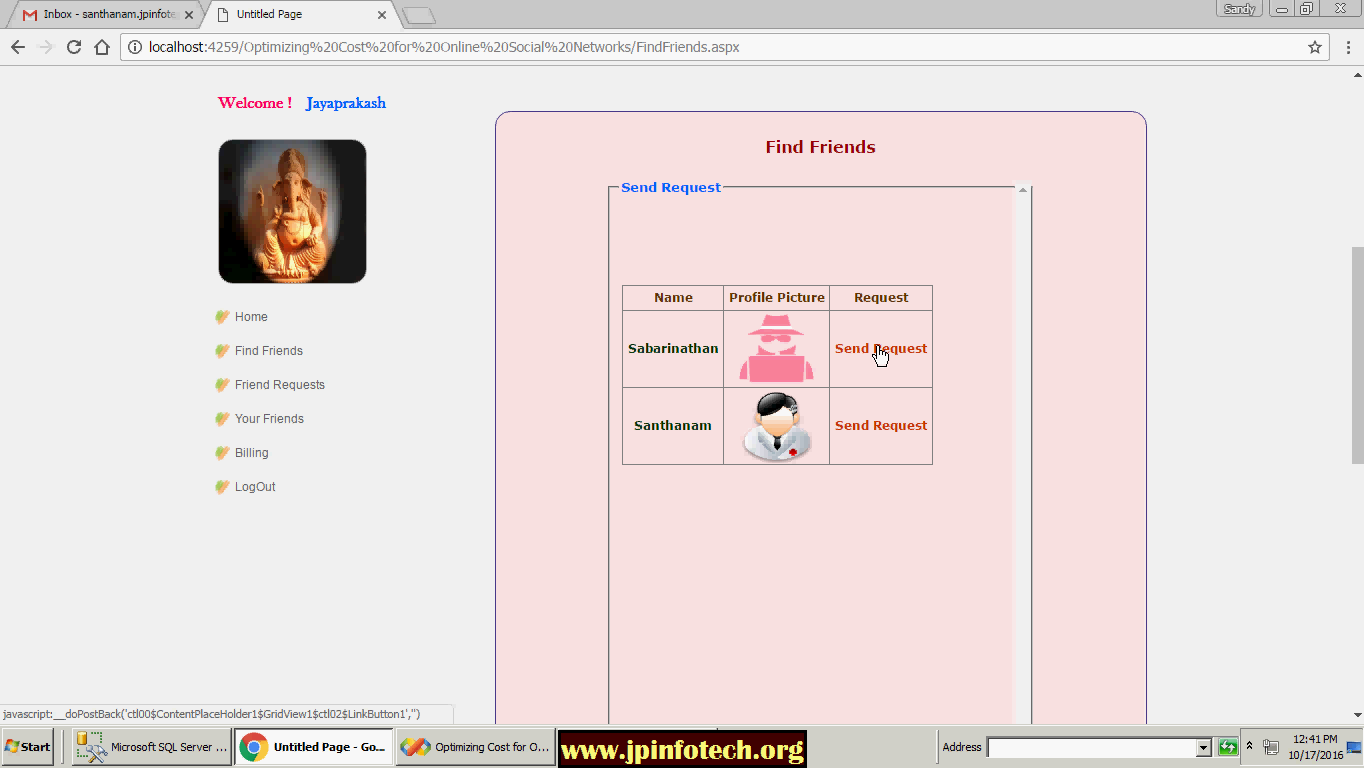 Inbox - santhanam.jpinfote
Untitled Page
Sandy
localhost:4259/Optimizing%20Cost%20for%20Online%20Social%20Networks/FindFriends.aspx
Welcome ! Jayaprakash
Home
Find Friends
Friend Requests
Your Friends
Billing
LogOut
Find Friends
Send Request
Name Profile Picture Request
Sabarinathan Send Request
Santhanam Send Request
javascript:__doPostBack('ctl00$ContentPlaceHolder1$GridView1$ctl02$LinkButton1','')
Start
Microsoft SQL Server ...
Untitled Page - Go...
Optimizing Cost for O...
www.jpinfotech.org
Address
12:41 PM
10/17/2016